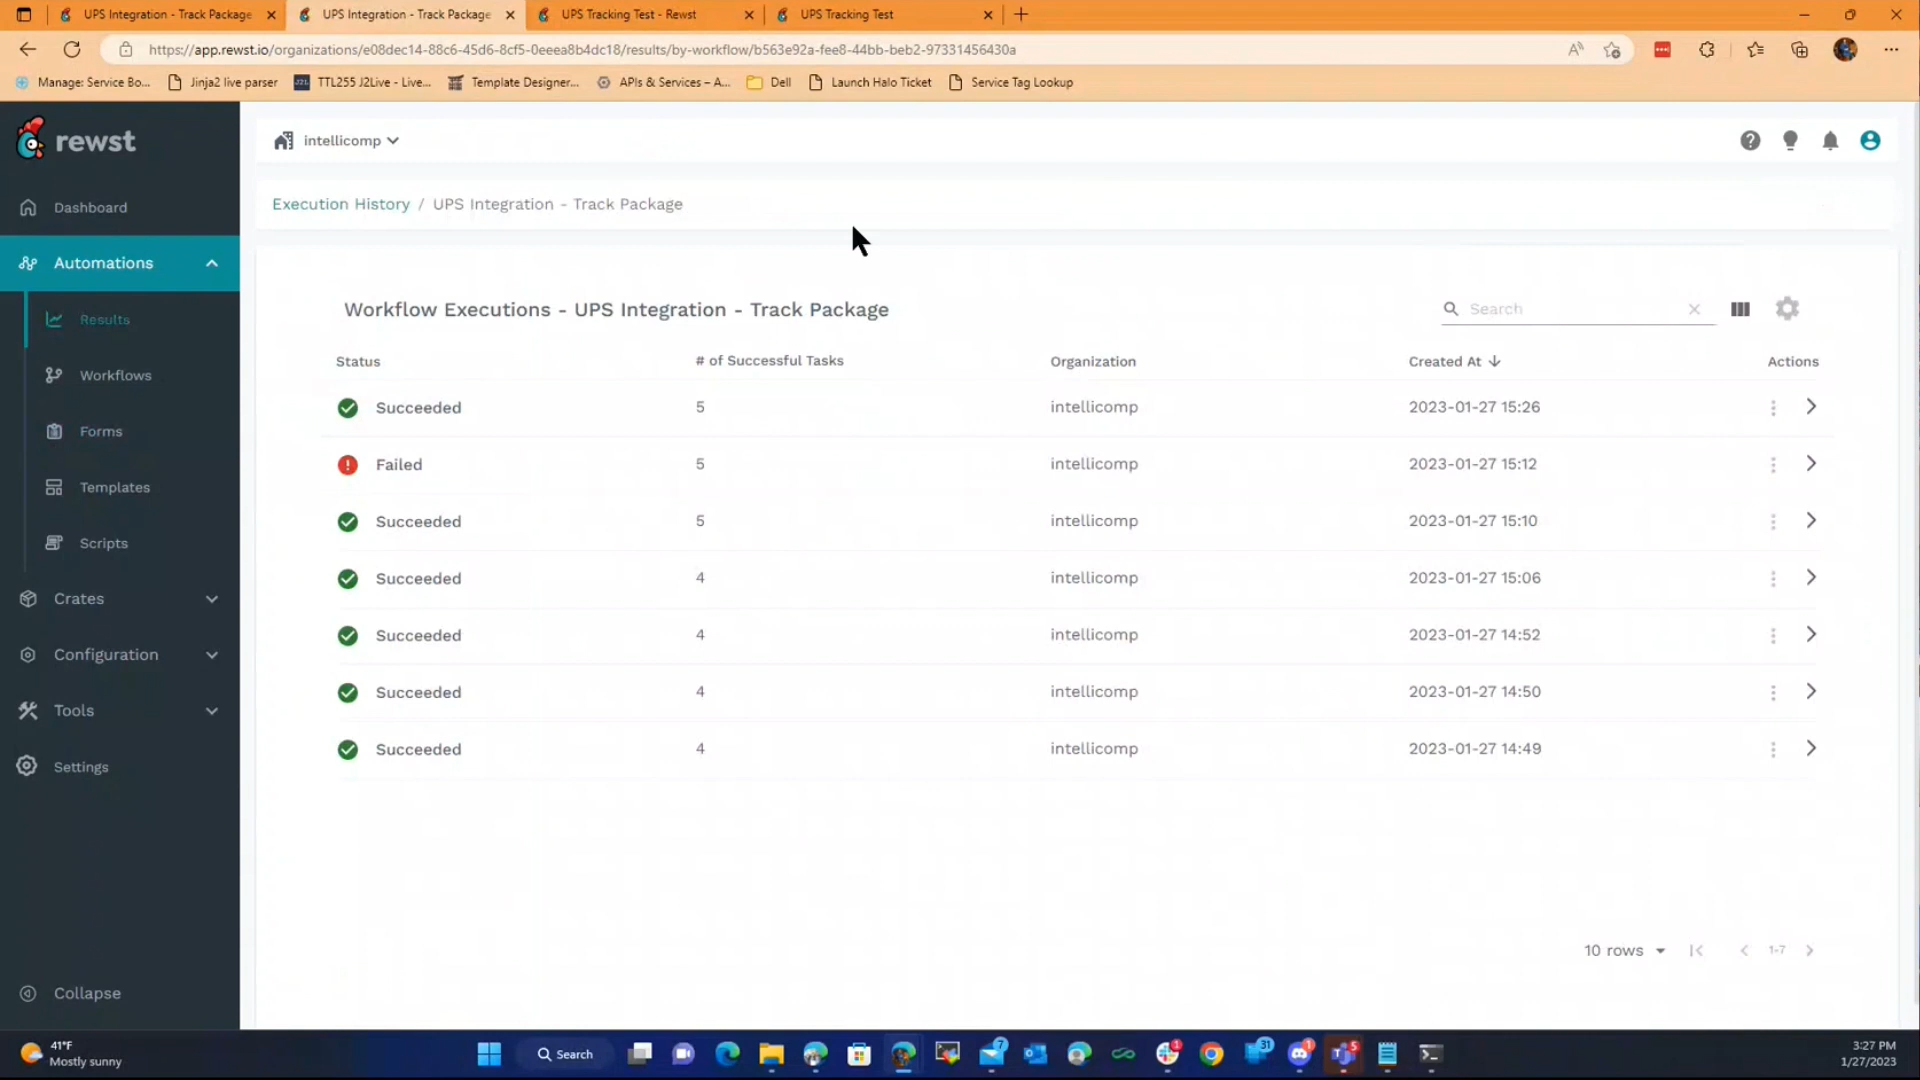 UPS Integration - Track Package
UPS Integration - Track Package
UPS Tracking Test - Rewst
UPS Tracking Test
https://app.rewst.io/organizations/e08dec14-88c6-45d6-8cf5-0eeea8b4dc18/results/by-workflow/b563e92a-fee8-44bb-beb2-97331456430a
Manage: Service Bo...
Jinja2 live parser
TTL255 J2Live - Live...
Template Designer...
APIs & Services – A...
Dell
Launch Halo Ticket
Service Tag Lookup
rewst
intellicomp
Dashboard
Execution History / UPS Integration - Track Package
Automations
Results
Workflows
Forms
Templates
Scripts
Crates
Configuration
Tools
Settings
Collapse
Workflow Executions - UPS Integration - Track Package
Search
Status # of Successful Tasks Organization Created At Actions
Succeeded 5 intellicomp 2023-01-27 15:26
Failed 5 intellicomp 2023-01-27 15:12
Succeeded 5 intellicomp 2023-01-27 15:10
Succeeded 4 intellicomp 2023-01-27 15:06
Succeeded 4 intellicomp 2023-01-27 14:52
Succeeded 4 intellicomp 2023-01-27 14:50
Succeeded 4 intellicomp 2023-01-27 14:49
10 rows 1-7
41°F
Mostly sunny
Search
7
1
31
1
5
3:27 PM
1/27/2023